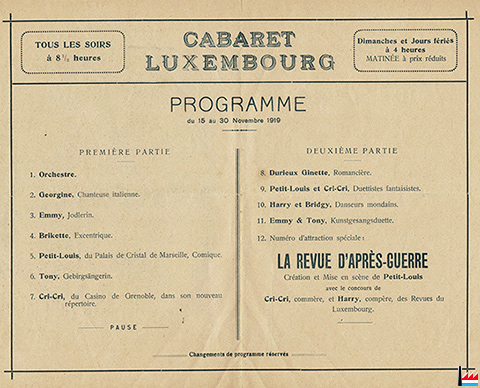 TOUS LES SOIRS
à 8 1/4 heures
CABARET
LUXEMBOURG
Dimanches et Jours fériés
à 4 heures
MATINÉE à prix réduits
PROGRAMME
du 15 au 30 Novembre 1919
PREMIÈRE PARTIE
1. Orchestre.
2. Georgine, Chanteuse italienne.
3. Emmy, Jodlerin.
4. Brikette, Excentrique.
5. Petit-Louis, du Palais de Cristal de Marseille, Comique.
6. Tony, Gebirgsängerin.
7. Cri-Cri, du Casino de Grenoble, dans son nouveau
répertoire.
PAUSE
DEUXIÈME PARTIE
8. Durieux Ginette, Romancière.
9. Petit-Louis et Cri-Cri, Duettistes fantaisistes.
10. Harry et Bridgy, Danseurs mondains.
11. Emmy & Tony, Kunstgesangsduette.
12. Numéro d'attraction spéciale:
LA REVUE D'APRÈS-GUERRE
Création et Mise en scène de Petit-Louis
avec le concours de
Cri-Cri, commère, et Harry, compère, des Revues du
Luxembourg.
Changements de programme réservés